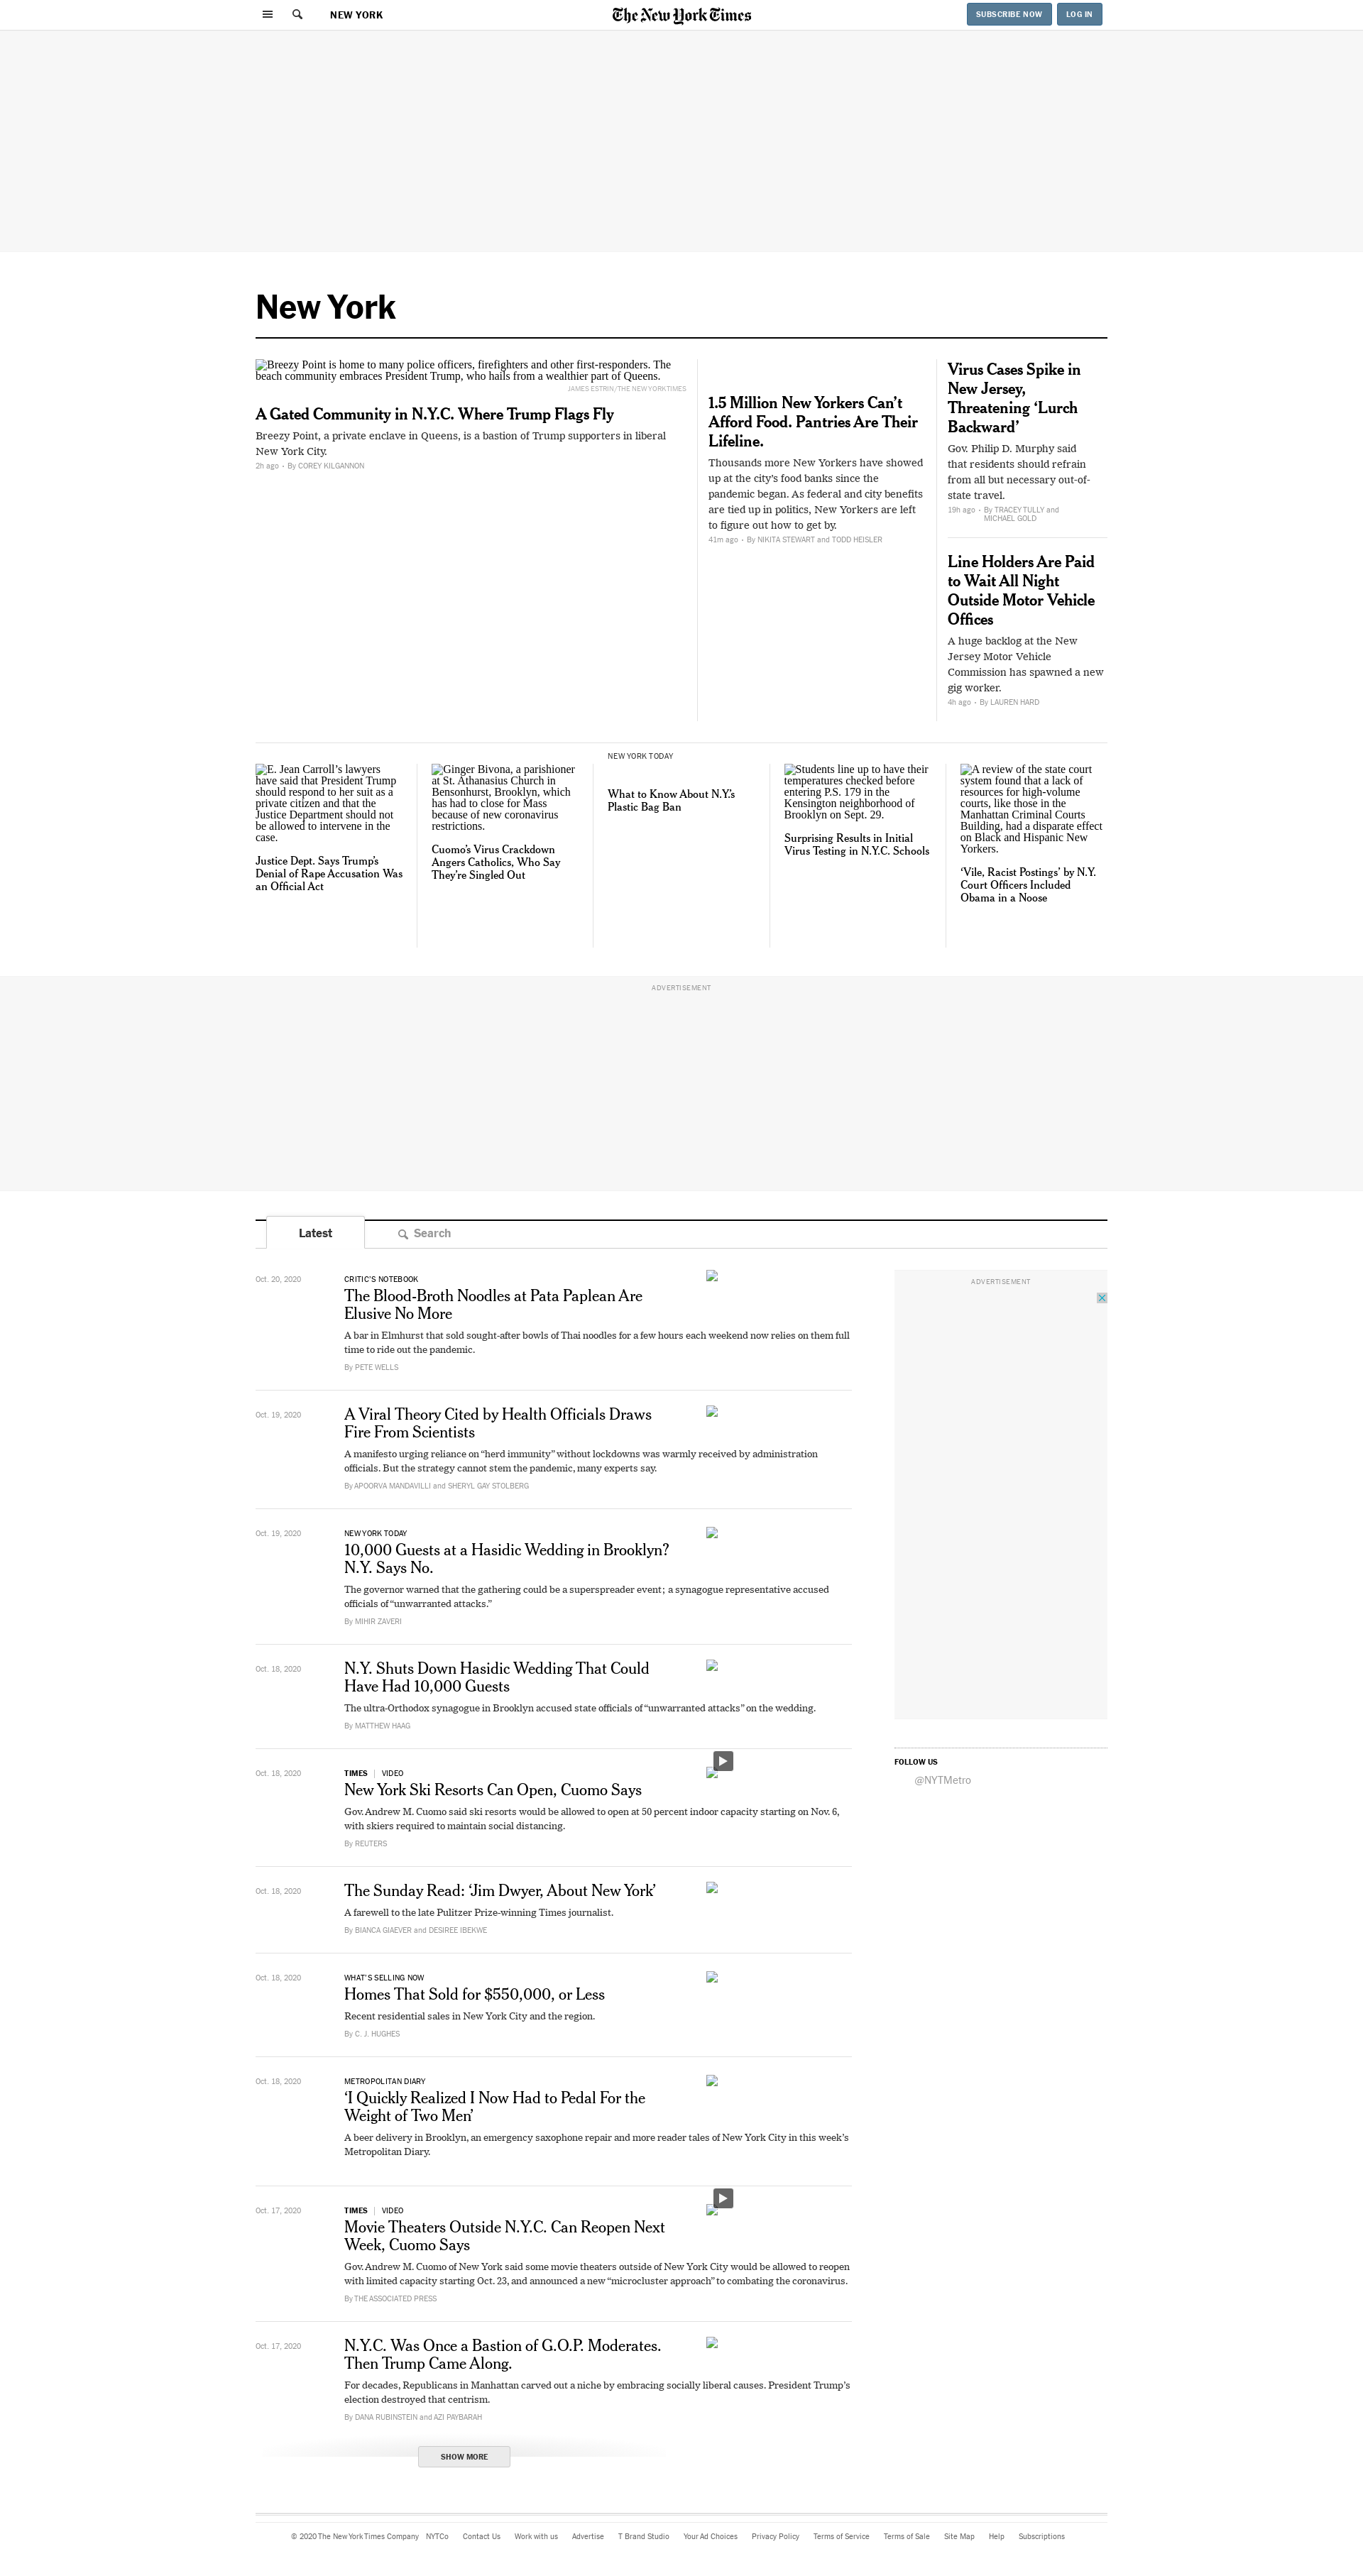 NEW YORK
The New York Times
SUBSCRIBE NOW
LOG IN
New York
Breezy Point is home to many police officers, firefighters and other first-responders. The
beach community embraces President Trump, who hails from a wealthier part of Queens.
JAMES ESTRIN/THE NEW YORK TIMES
A Gated Community in N.Y.C. Where Trump Flags Fly
Breezy Point, a private enclave in Queens, is a bastion of Trump supporters in liberal
New York City.
2h ago • By COREY KILGANNON
1.5 Million New Yorkers Can’t
Afford Food. Pantries Are Their
Lifeline.
Thousands more New Yorkers have showed
up at the city’s food banks since the
pandemic began. As federal and city benefits
are tied up in politics, New Yorkers are left
to figure out how to get by.
41m ago • By NIKITA STEWART and TODD HEISLER
Virus Cases Spike in
New Jersey,
Threatening ‘Lurch
Backward’
Gov. Philip D. Murphy said
that residents should refrain
from all but necessary out-of-
state travel.
19h ago • By TRACEY TULLY and
MICHAEL GOLD
Line Holders Are Paid
to Wait All Night
Outside Motor Vehicle
Offices
A huge backlog at the New
Jersey Motor Vehicle
Commission has spawned a new
gig worker.
4h ago • By LAUREN HARD
E. Jean Carroll’s lawyers
have said that President Trump
should respond to her suit as a
private citizen and that the
Justice Department should not
be allowed to intervene in the
case.
Justice Dept. Says Trump’s
Denial of Rape Accusation Was
an Official Act
Ginger Bivona, a parishioner
at St. Athanasius Church in
Bensonhurst, Brooklyn, which
has had to close for Mass
because of new coronavirus
restrictions.
Cuomo’s Virus Crackdown
Angers Catholics, Who Say
They’re Singled Out
NEW YORK TODAY
What to Know About N.Y.’s
Plastic Bag Ban
Students line up to have their
temperatures checked before
entering P.S. 179 in the
Kensington neighborhood of
Brooklyn on Sept. 29.
Surprising Results in Initial
Virus Testing in N.Y.C. Schools
A review of the state court
system found that a lack of
resources for high-volume
courts, like those in the
Manhattan Criminal Courts
Building, had a disparate effect
on Black and Hispanic New
Yorkers.
‘Vile, Racist Postings’ by N.Y.
Court Officers Included
Obama in a Noose
ADVERTISEMENT
Latest
Search
Oct. 20, 2020
CRITIC’S NOTEBOOK
The Blood-Broth Noodles at Pata Paplean Are
Elusive No More
A bar in Elmhurst that sold sought-after bowls of Thai noodles for a few hours each weekend now relies on them full
time to ride out the pandemic.
By PETE WELLS
ADVERTISEMENT
Oct. 19, 2020
A Viral Theory Cited by Health Officials Draws
Fire From Scientists
A manifesto urging reliance on “herd immunity” without lockdowns was warmly received by administration
officials. But the strategy cannot stem the pandemic, many experts say.
By APOORVA MANDAVILLI and SHERYL GAY STOLBERG
Oct. 19, 2020
NEW YORK TODAY
10,000 Guests at a Hasidic Wedding in Brooklyn?
N.Y. Says No.
The governor warned that the gathering could be a superspreader event; a synagogue representative accused
officials of “unwarranted attacks.”
By MIHIR ZAVERI
Oct. 18, 2020
N.Y. Shuts Down Hasidic Wedding That Could
Have Had 10,000 Guests
The ultra-Orthodox synagogue in Brooklyn accused state officials of “unwarranted attacks” on the wedding.
By MATTHEW HAAG
Oct. 18, 2020
TIMES | VIDEO
New York Ski Resorts Can Open, Cuomo Says
Gov. Andrew M. Cuomo said ski resorts would be allowed to open at 50 percent indoor capacity starting on Nov. 6,
with skiers required to maintain social distancing.
By REUTERS
FOLLOW US
@NYTMetro
Oct. 18, 2020
The Sunday Read: ‘Jim Dwyer, About New York’
A farewell to the late Pulitzer Prize-winning Times journalist.
By BIANCA GIAEVER and DESIREE IBEKWE
Oct. 18, 2020
WHAT’S SELLING NOW
Homes That Sold for $550,000, or Less
Recent residential sales in New York City and the region.
By C. J. HUGHES
Oct. 18, 2020
METROPOLITAN DIARY
‘I Quickly Realized I Now Had to Pedal For the
Weight of Two Men’
A beer delivery in Brooklyn, an emergency saxophone repair and more reader tales of New York City in this week’s
Metropolitan Diary.
Oct. 17, 2020
TIMES | VIDEO
Movie Theaters Outside N.Y.C. Can Reopen Next
Week, Cuomo Says
Gov. Andrew M. Cuomo of New York said some movie theaters outside of New York City would be allowed to reopen
with limited capacity starting Oct. 23, and announced a new “microcluster approach” to combating the coronavirus.
By THE ASSOCIATED PRESS
Oct. 17, 2020
N.Y.C. Was Once a Bastion of G.O.P. Moderates.
Then Trump Came Along.
For decades, Republicans in Manhattan carved out a niche by embracing socially liberal causes. President Trump’s
election destroyed that centrism.
By DANA RUBINSTEIN and AZI PAYBARAH
SHOW MORE
© 2020 The New York Times Company NYTCo Contact Us Work with us Advertise T Brand Studio Your Ad Choices Privacy Policy Terms of Service Terms of Sale Site Map Help Subscriptions